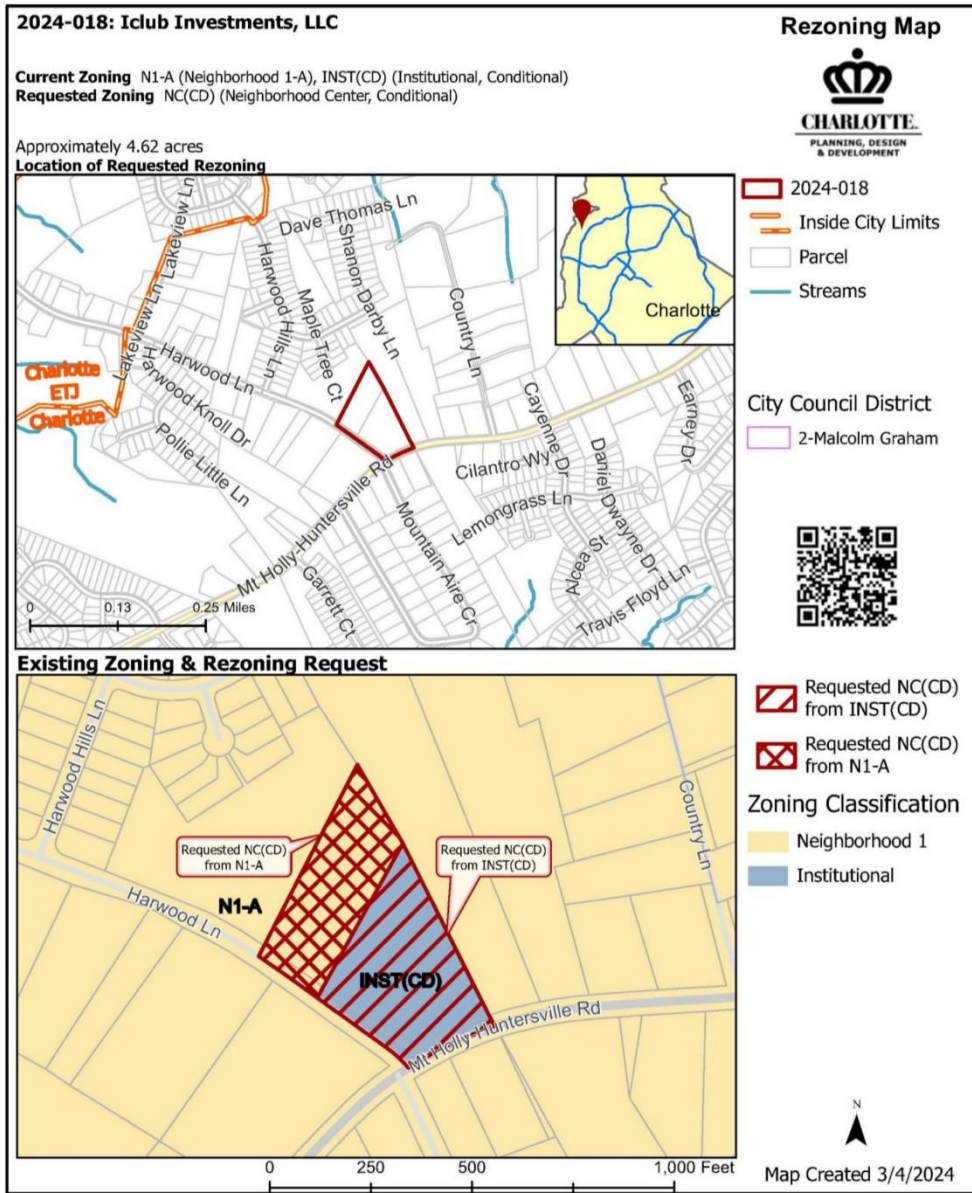 2024-018: Iclub Investments, LLC
Current Zoning N1-A (Neighborhood 1-A), INST(CD) (Institutional, Conditional)
Requested Zoning NC(CD) (Neighborhood Center, Conditional)
Approximately 4.62 acres
Location of Requested Rezoning
Rezoning Map
CHARLOTTE.
PLANNING, DESIGN
& DEVELOPMENT
2024-018
Inside City Limits
Parcel
Streams
City Council District
2-Malcolm Graham
Lakeview Ln
Lakeview Ln
Dave Thomas Ln
Harwood Hills Ln
Maple Tree Ct
Shanon Darby Ln
Country Ln
Charlotte
Harwood Ln
Charlotte
ETJ
Charlotte
Harwood Knoll Dr
Pollie Little Ln
Mt Holly-Huntersville Rd
Cilantro Wy
Cayenne Dr
Daniel Dwayne Dr
Earney Dr
Lemongrass Ln
Mountain Aire Cr
Garrett Ct
Alcea St
Travis Floyd Ln
0 0.13 0.25 Miles
Existing Zoning & Rezoning Request
Requested NC(CD)
from INST(CD)
Requested NC(CD)
from N1-A
Zoning Classification
Neighborhood 1
Institutional
Harwood Hills Ln
Requested NC(CD)
from N1-A
Requested NC(CD)
from INST(CD)
Country Ln
N1-A
Harwood Ln
INST(CD)
Mt Holly-Huntersville Rd
0 250 500 1,000 Feet
N
Map Created 3/4/2024